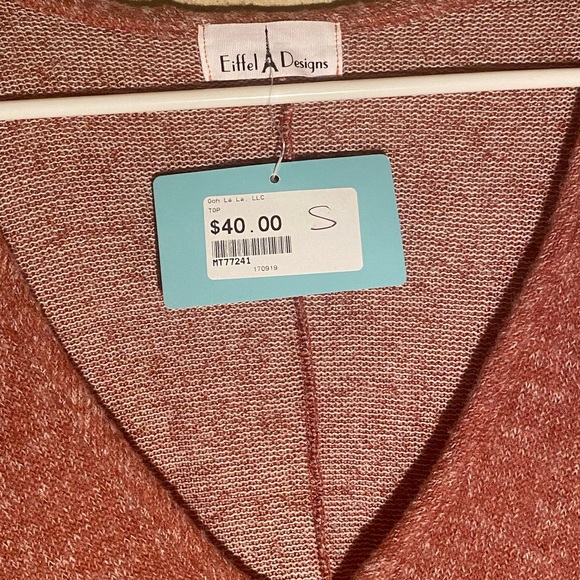 Eiffel Designs
Ooh La La, LLC
TOP
$40.00 S
MT77241
170919